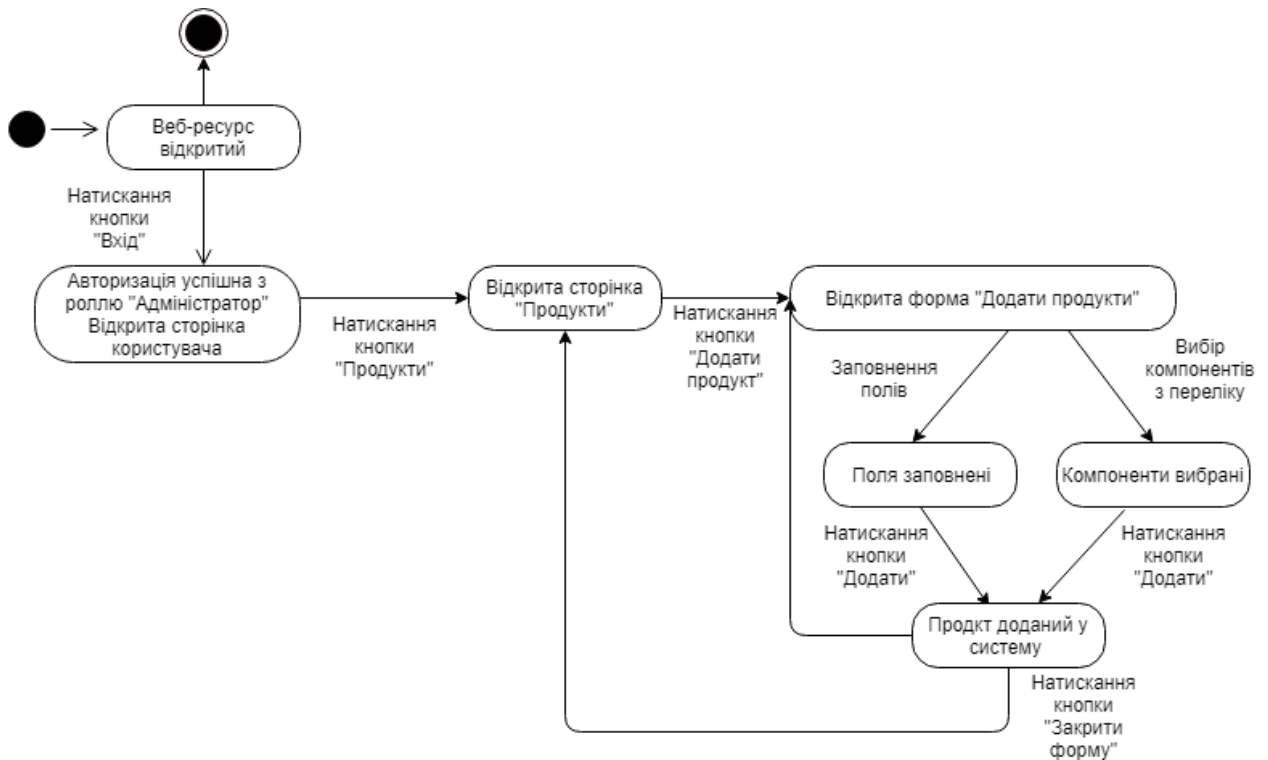 Веб-ресурс
відкритий
Натискання
кнопки
"Вхід"
Авторизація успішна з
роллю "Адміністратор"
Відкрита сторінка
користувача
Натискання
кнопки
"Продукти"
Відкрита сторінка
"Продукти"
Натискання
кнопки
"Додати
продукт"
Відкрита форма "Додати продукти"
Заповнення
полів
Вибір
компонентів
з переліку
Поля заповнені
Компоненти вибрані
Натискання
кнопки
"Додати"
Натискання
кнопки
"Додати"
Продкт доданий у
систему
Натискання
кнопки
"Закрити
форму"